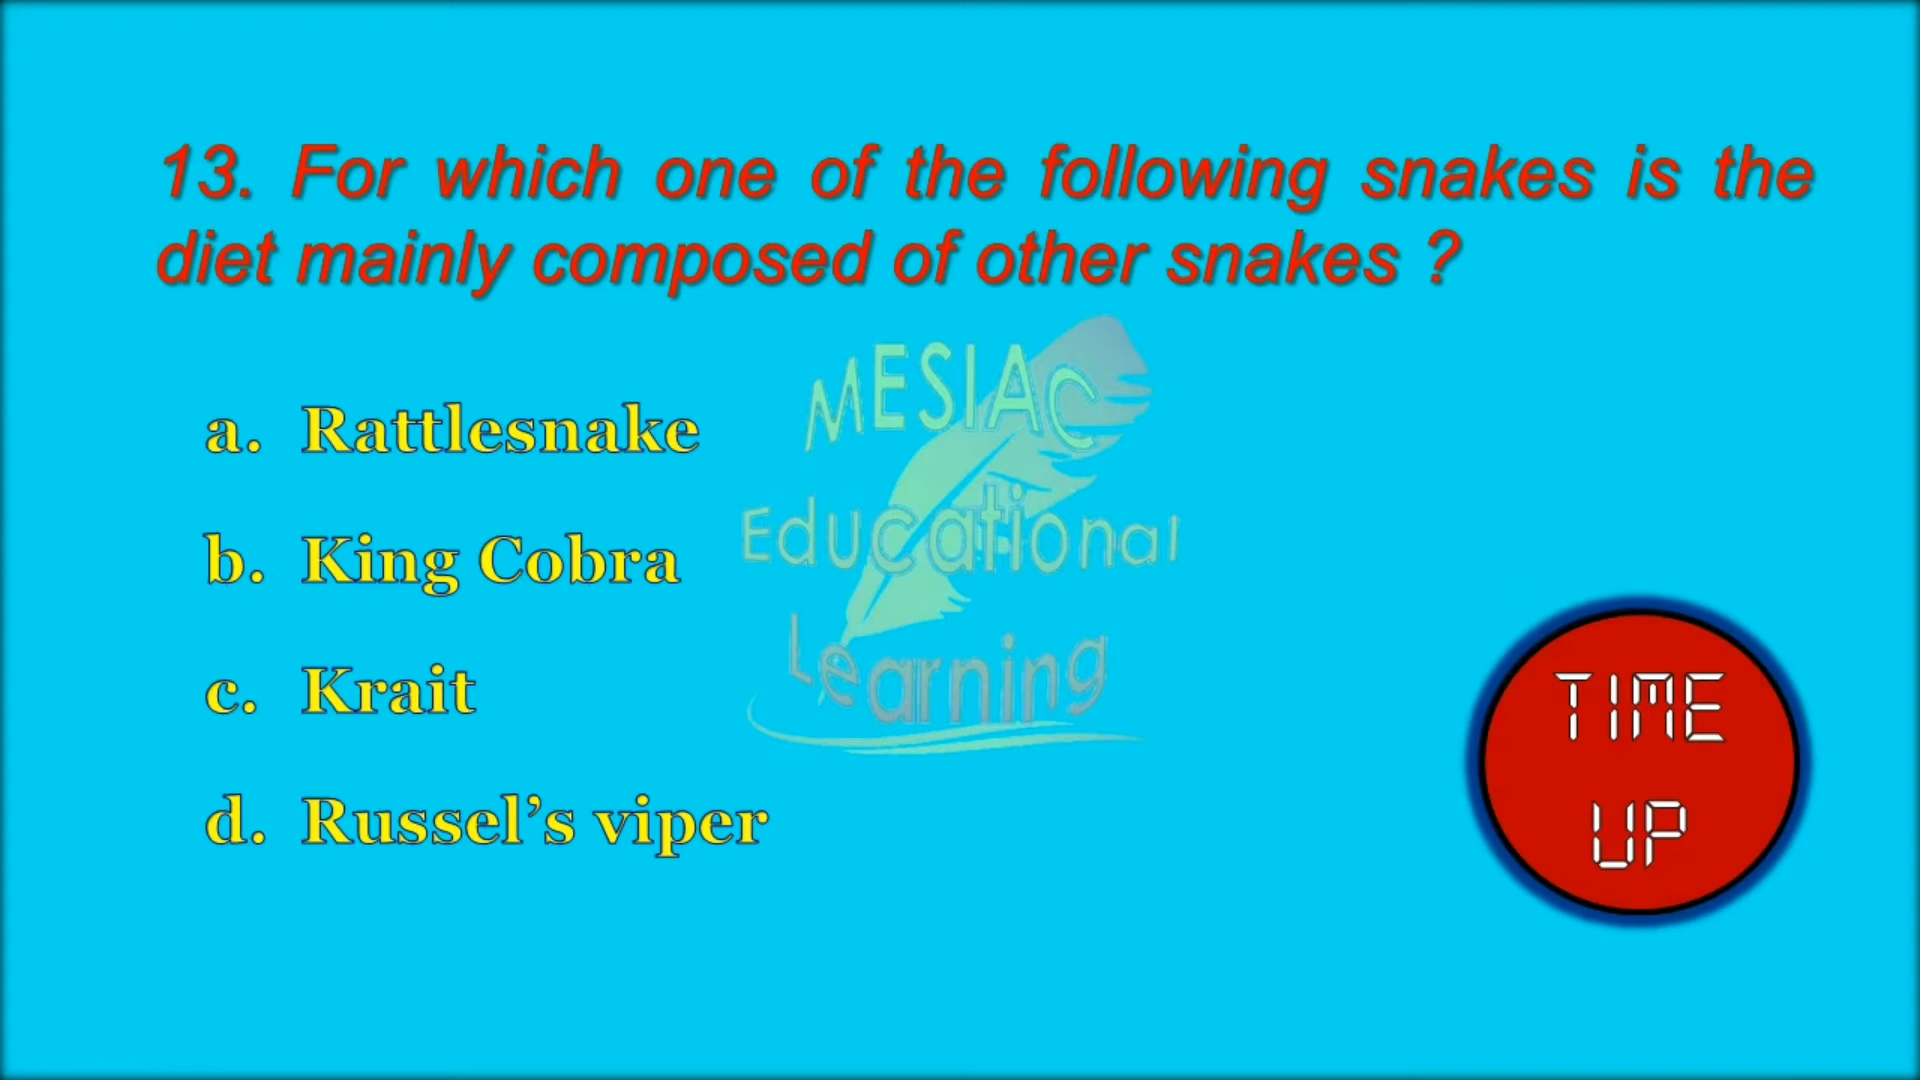 13. For which one of the following snakes is the
diet mainly composed of other snakes ?
MESIAC
a. Rattlesnake
Educational
b. King Cobra
Learning
c. Krait
TIME
UP
d. Russel’s viper